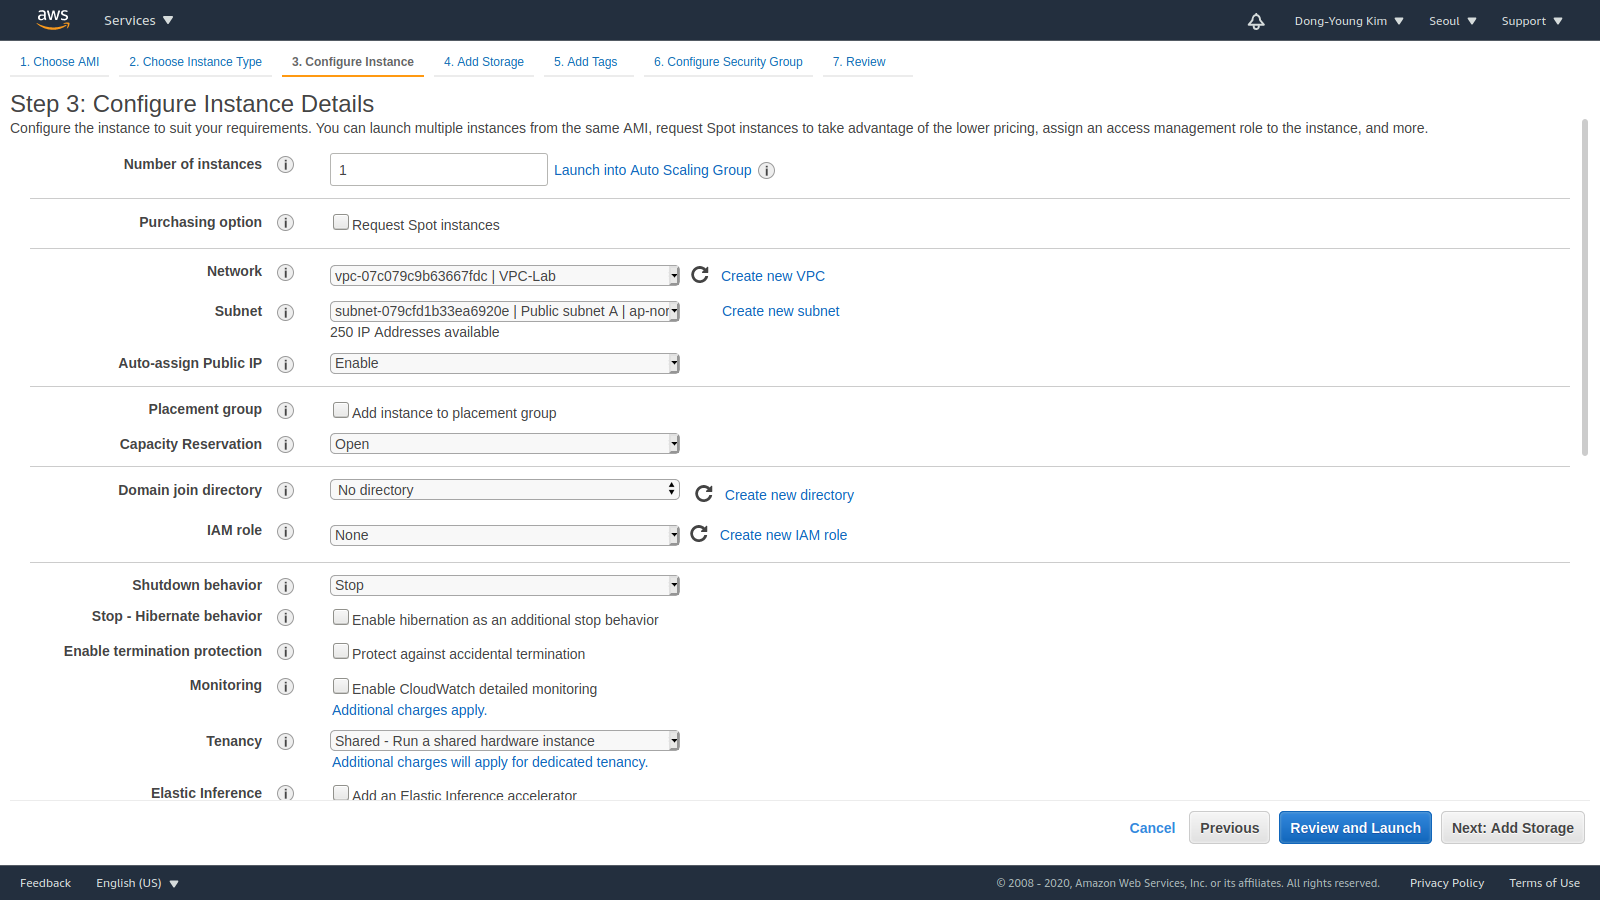 aws Services Dong-Young Kim Seoul Support
1. Choose AMI 2. Choose Instance Type 3. Configure Instance 4. Add Storage 5. Add Tags 6. Configure Security Group 7. Review
Step 3: Configure Instance Details
Configure the instance to suit your requirements. You can launch multiple instances from the same AMI, request Spot instances to take advantage of the lower pricing, assign an access management role to the instance, and more.
Number of instances i 1 Launch into Auto Scaling Group i
Purchasing option i Request Spot instances
Network i vpc-07c079c9b63667fdc | VPC-Lab Create new VPC
Subnet i subnet-079cfd1b33ea6920e | Public subnet A | ap-nor Create new subnet
250 IP Addresses available
Auto-assign Public IP i Enable
Placement group i Add instance to placement group
Capacity Reservation i Open
Domain join directory i No directory Create new directory
IAM role i None Create new IAM role
Shutdown behavior i Stop
Stop - Hibernate behavior i Enable hibernation as an additional stop behavior
Enable termination protection i Protect against accidental termination
Monitoring i Enable CloudWatch detailed monitoring
Additional charges apply.
Tenancy i Shared - Run a shared hardware instance
Additional charges will apply for dedicated tenancy.
Elastic Inference i Add an Elastic Inference accelerator
Cancel Previous Review and Launch Next: Add Storage
Feedback English (US) © 2008 - 2020, Amazon Web Services, Inc. or its affiliates. All rights reserved. Privacy Policy Terms of Use